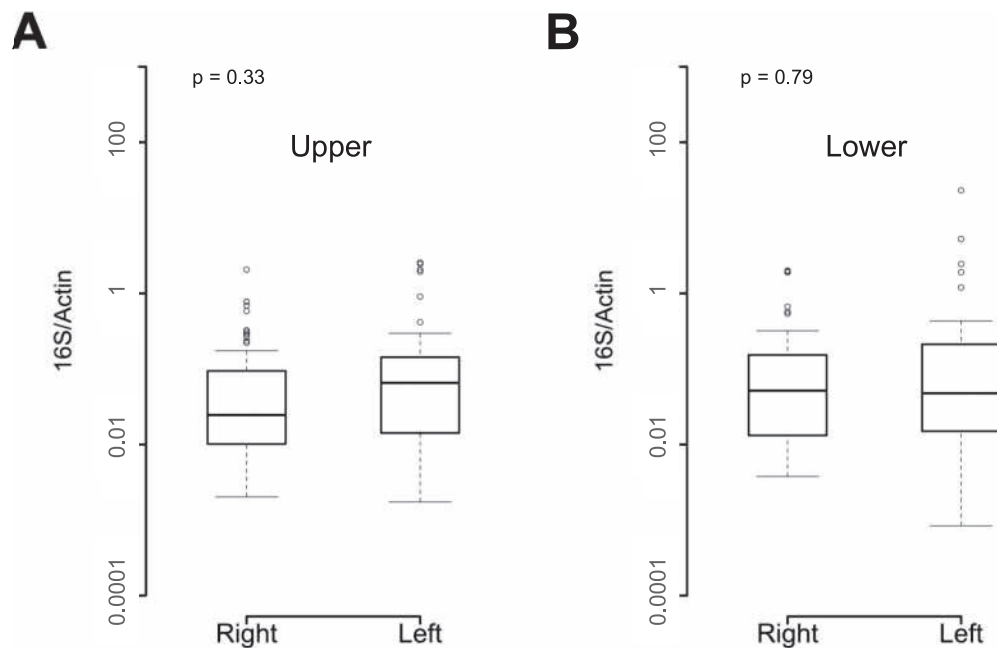 A
p = 0.33
Upper
16S/Actin
100
1
0.01
0.0001
Right
Left
B
p = 0.79
Lower
16S/Actin
100
1
0.01
0.0001
Right
Left